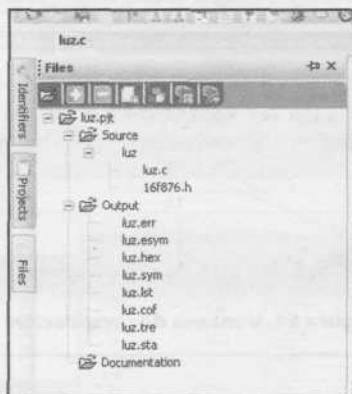 luz.c
Files
Identifiers
Projects
Files
luz.pjt
Source
luz
luz.c
16f876.h
Output
luz.err
luz.esym
luz.hex
luz.sym
luz.lst
luz.cof
luz.tre
luz.sta
Documentation